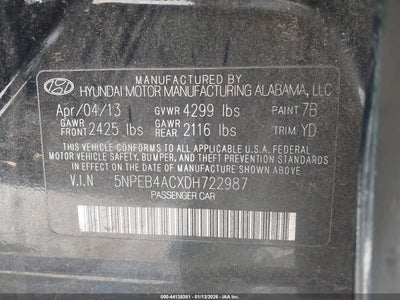 MANUFACTURED BY
HYUNDAI MOTOR MANUFACTURING ALABAMA, LLC
Apr/04/13 GVWR 4299 lbs PAINT 7B
GAWR FRONT 2425 lbs GAWR REAR 2116 lbs TRIM YD
THIS VEHICLE CONFORMS TO ALL APPLICABLE U.S.A. FEDERAL
MOTOR VEHICLE SAFETY, BUMPER, AND THEFT PREVENTION STANDARDS
IN EFFECT ON THE DATE OF MANUFACTURE SHOWN ABOVE.
V.I.N 5NPEB4ACXDH722987
PASSENGER CAR
000-44138381 - 01/13/2026 - IAAI.COM